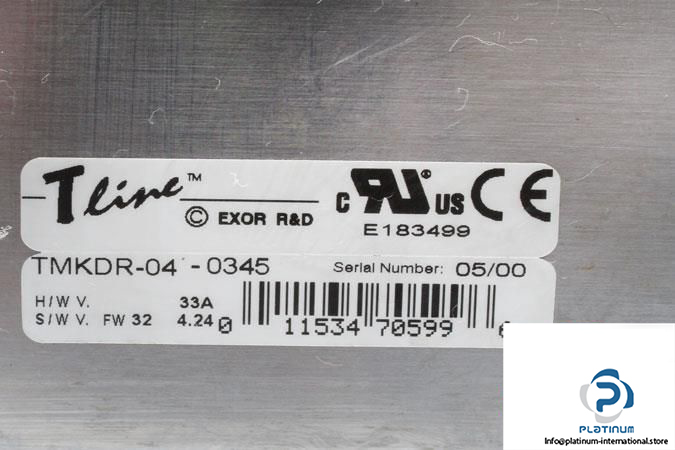 Tline™
© EXOR R&D
C RU® US CE
E183499
TMKDR-04 - 0345 Serial Number: 05/00
H/W V. 33A
S/W V. FW 32 4.24
0 11534 70599
P
PLATINUM
Info@platinum-international.store